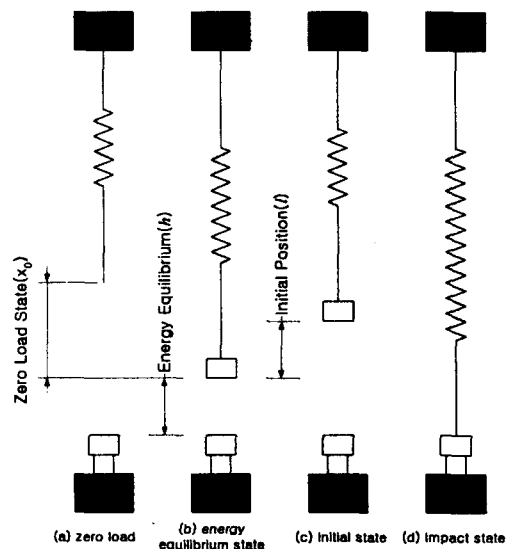 Zero Load State(x₀)
Energy Equilibrium(h)
Initial Position(l)
(a) zero load
(b) energy equilibrium state
(c) initial state
(d) impact state